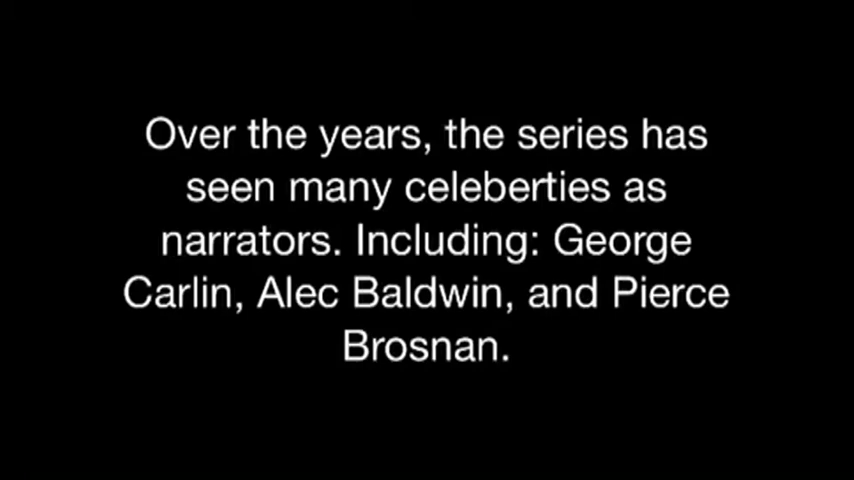 Over the years, the series has
seen many celeberties as
narrators. Including: George
Carlin, Alec Baldwin, and Pierce
Brosnan.